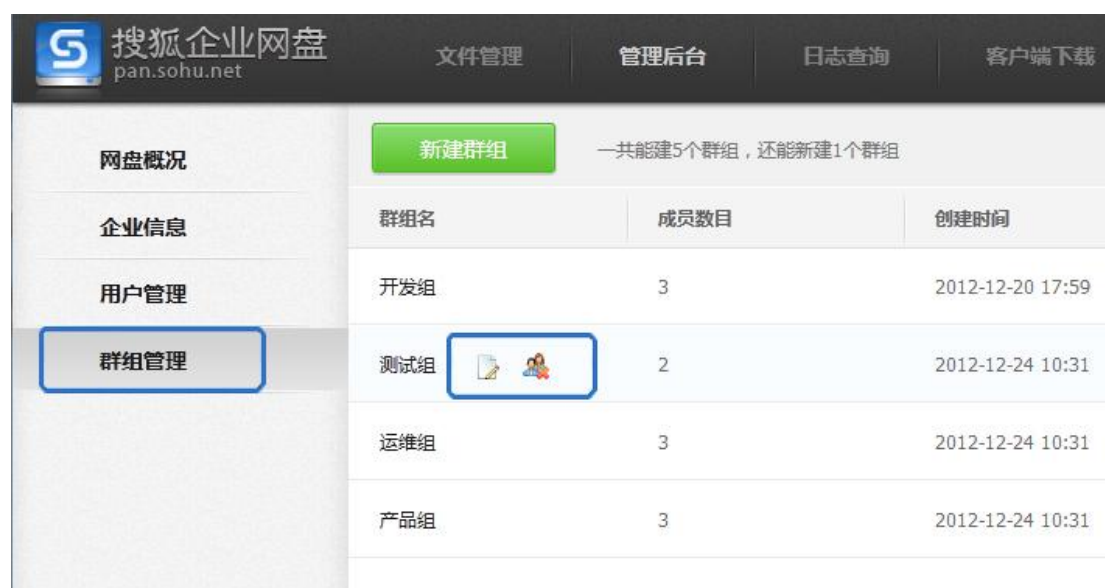 搜狐企业网盘
pan.sohu.net
文件管理 管理后台 日志查询 客户端下载
网盘概况
企业信息
用户管理
群组管理
新建群组 一共能建5个群组，还能新建1个群组
群组名 成员数目 创建时间
开发组 3 2012-12-20 17:59
测试组 2 2012-12-24 10:31
运维组 3 2012-12-24 10:31
产品组 3 2012-12-24 10:31